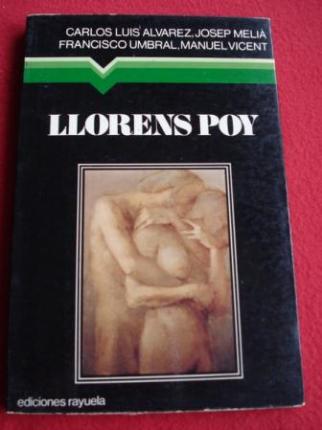 CARLOS LUIS ALVAREZ, JOSEP MELIA
FRANCISCO UMBRAL, MANUEL VICENT
LLORENS POY
ediciones rayuela